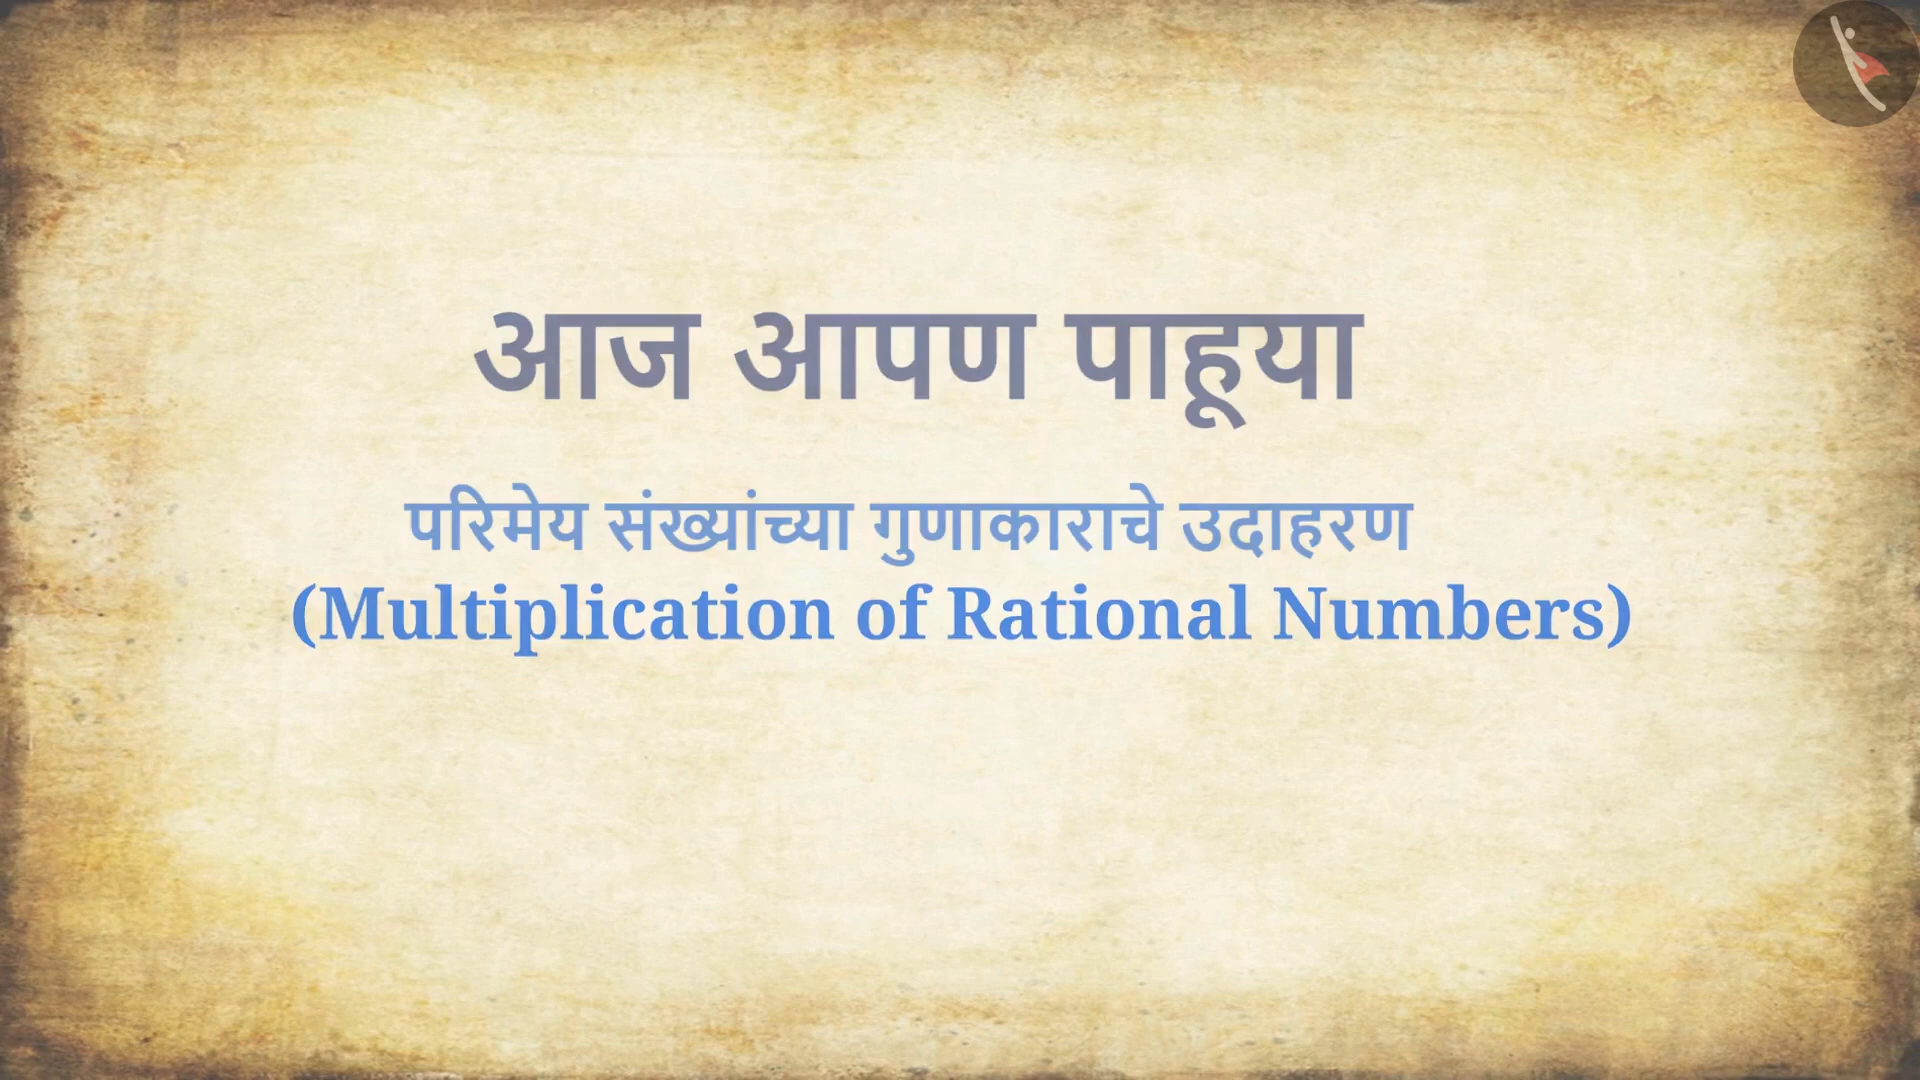 आज आपण पाहूया
परिमेय संख्यांच्या गुणाकाराचे उदाहरण
(Multiplication of Rational Numbers)